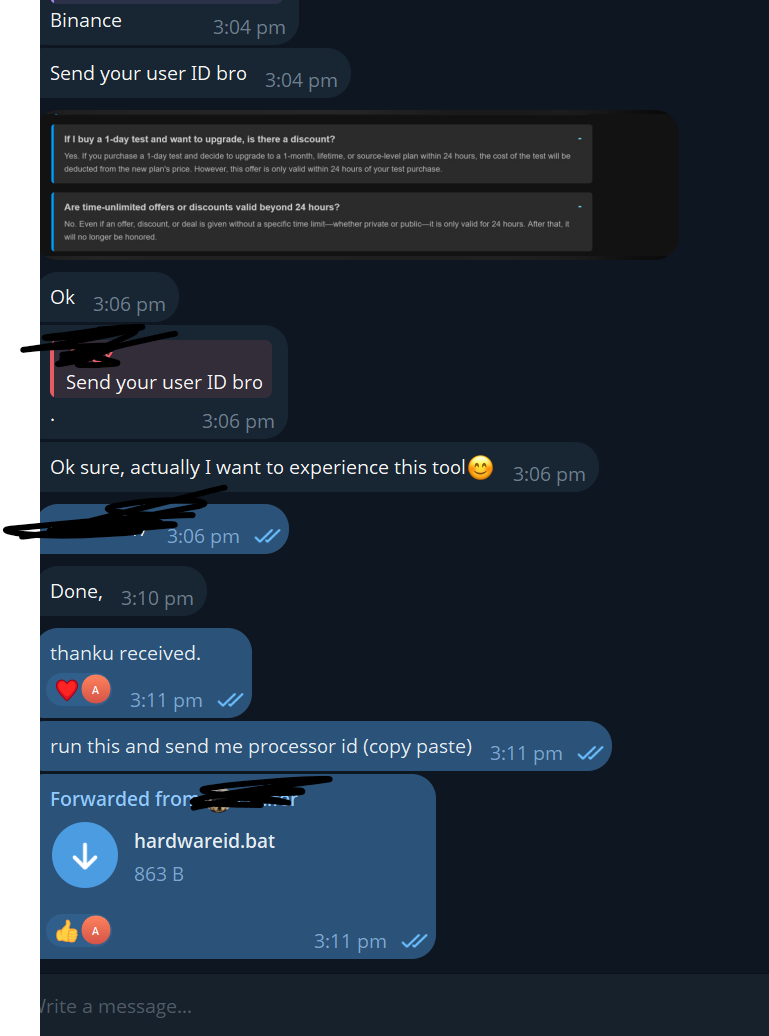 Binance
3:04 pm
Send your user ID bro
3:04 pm
If I buy a 1-day test and want to upgrade, is there a discount?
Yes. If you purchase a 1-day test and decide to upgrade to a 1-month, lifetime, or source-level plan within 24 hours, the cost of the test will be
deducted from the new plan's price. However, this offer is only valid within 24 hours of your test purchase.
Are time-unlimited offers or discounts valid beyond 24 hours?
No. Even if an offer, discount, or deal is given without a specific time limit—whether private or public—it is only valid for 24 hours. After that, it
will no longer be honored.
Ok
3:06 pm
Send your user ID bro
.
3:06 pm
Ok sure, actually I want to experience this tool😊
3:06 pm
3:06 pm
Done,
3:10 pm
thanku received.
A
3:11 pm
run this and send me processor id (copy paste)
3:11 pm
Forwarded from
hardwareid.bat
863 B
A
3:11 pm
Write a message...